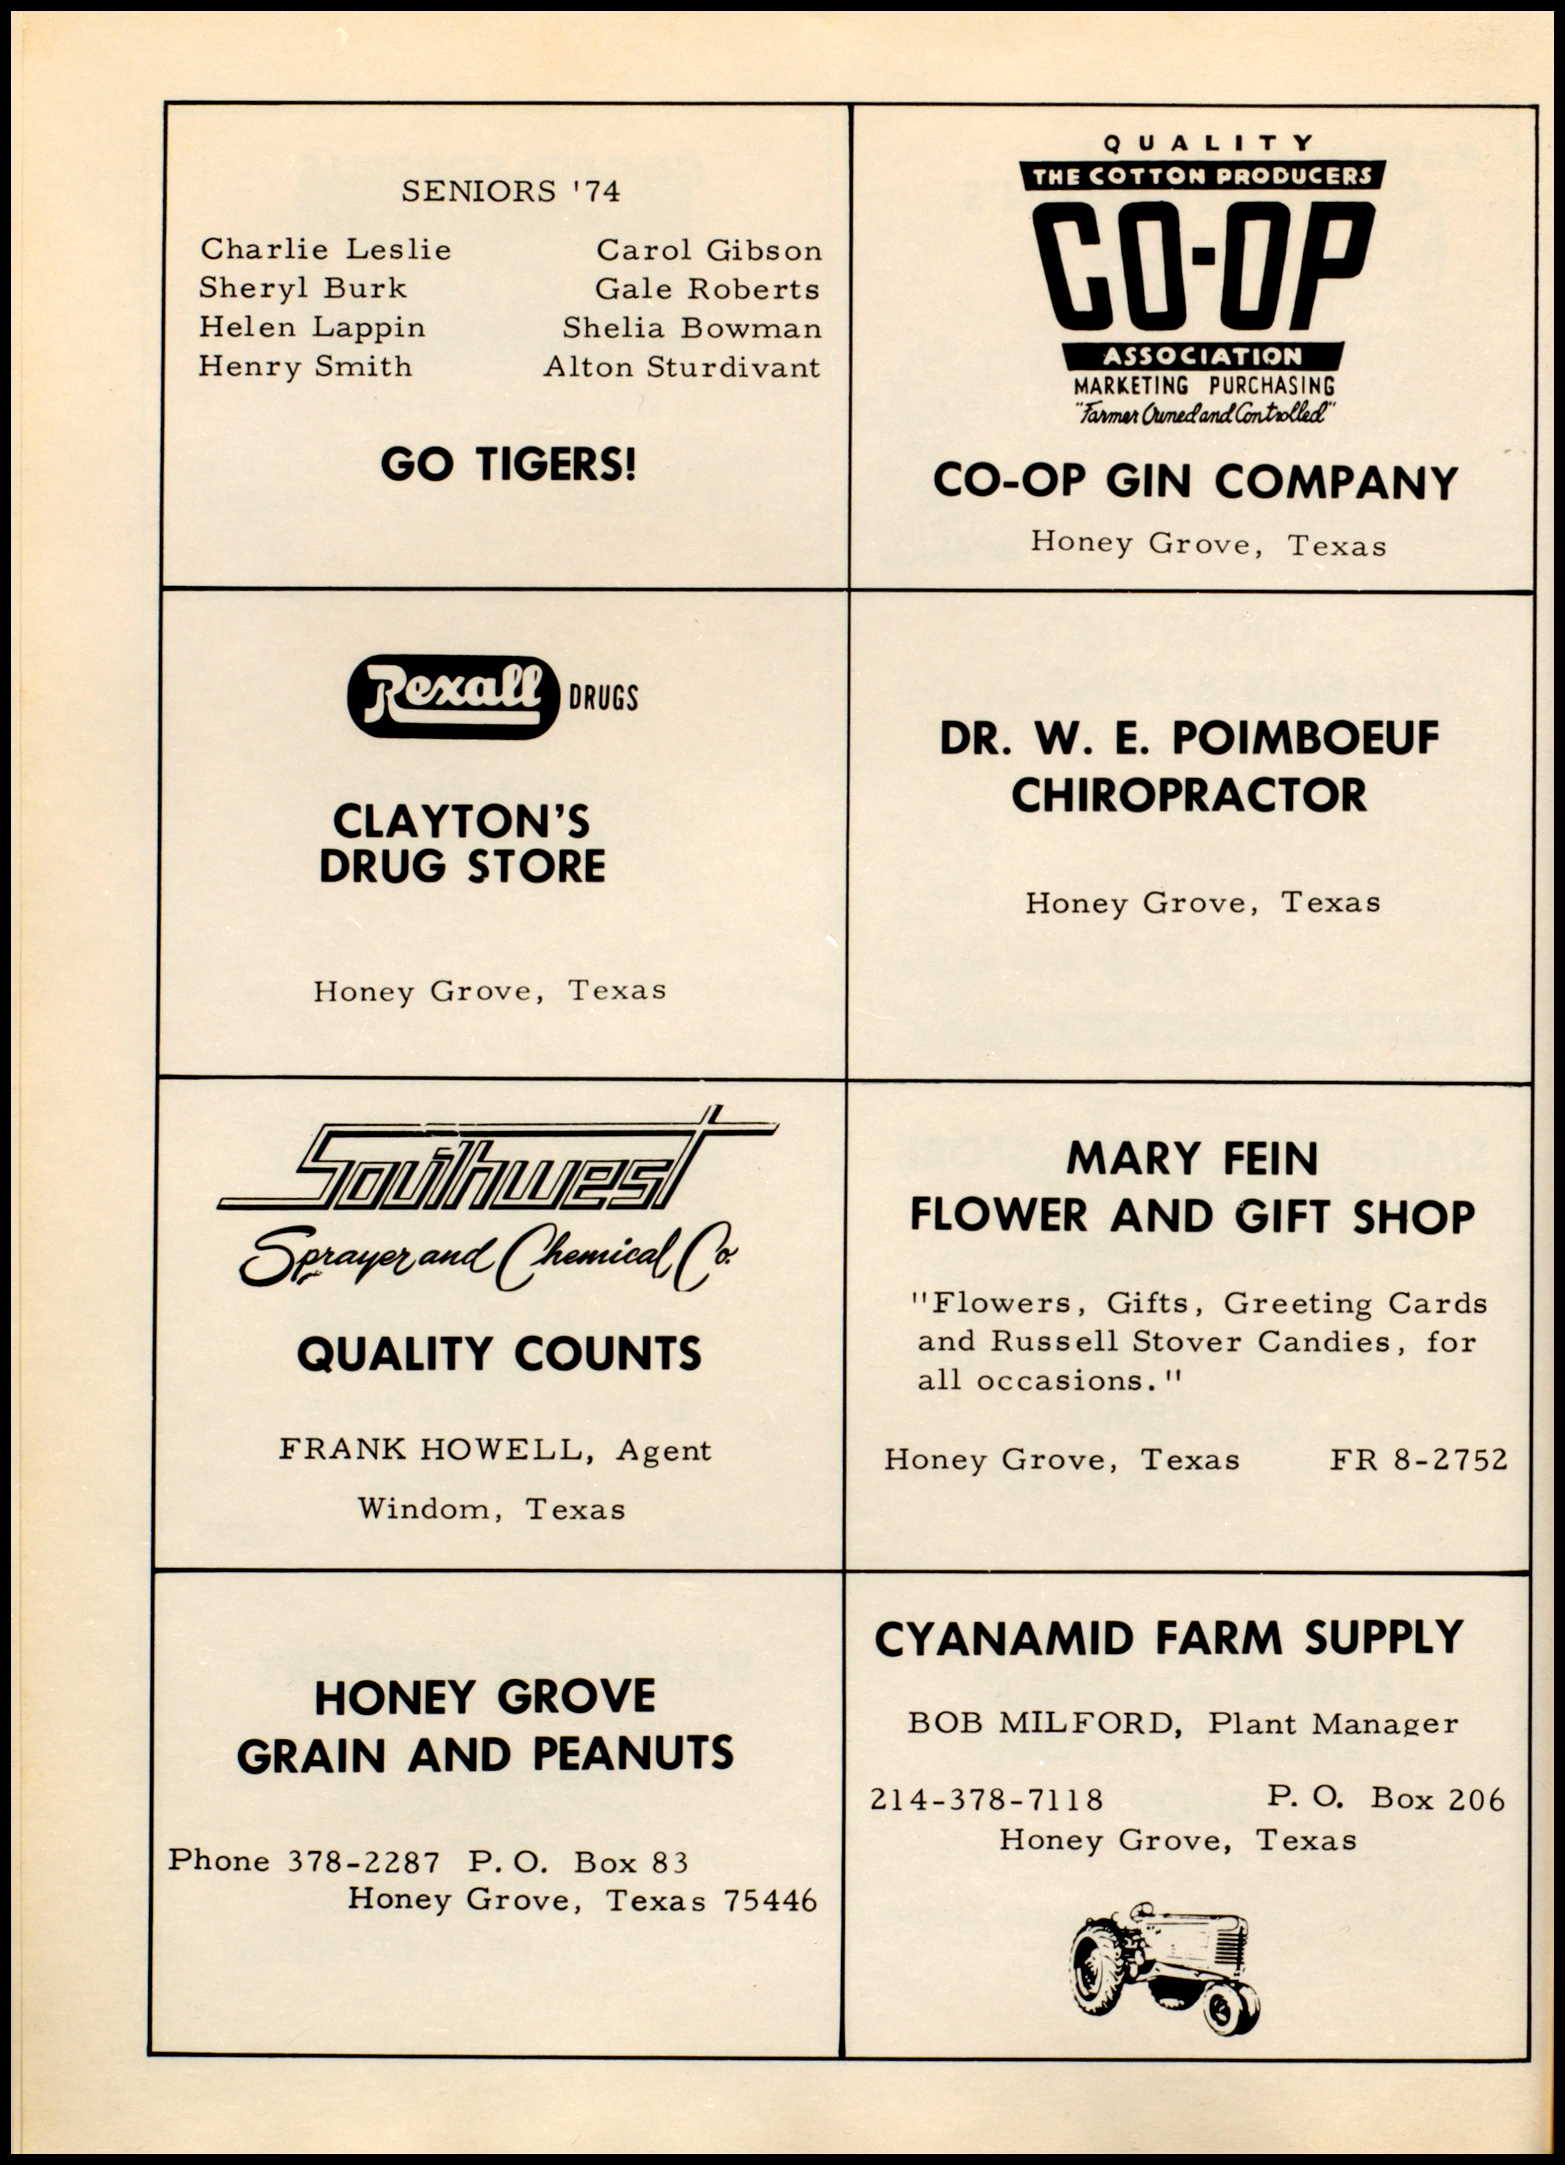 SENIORS '74
Charlie Leslie Carol Gibson
Sheryl Burk Gale Roberts
Helen Lappin Shelia Bowman
Henry Smith Alton Sturdivant
GO TIGERS!
QUALITY
THE COTTON PRODUCERS
CO-OP
ASSOCIATION
MARKETING PURCHASING
"Farmer Owned and Controlled"
CO-OP GIN COMPANY
Honey Grove, Texas
Rexall DRUGS
CLAYTON'S
DRUG STORE
Honey Grove, Texas
DR. W. E. POIMBOEUF
CHIROPRACTOR
Honey Grove, Texas
Southwest
Sprayer and Chemical Co.
QUALITY COUNTS
FRANK HOWELL, Agent
Windom, Texas
MARY FEIN
FLOWER AND GIFT SHOP
"Flowers, Gifts, Greeting Cards
and Russell Stover Candies, for
all occasions."
Honey Grove, Texas FR 8-2752
HONEY GROVE
GRAIN AND PEANUTS
Phone 378-2287 P. O. Box 83
Honey Grove, Texas 75446
CYANAMID FARM SUPPLY
BOB MILFORD, Plant Manager
214-378-7118 P. O. Box 206
Honey Grove, Texas